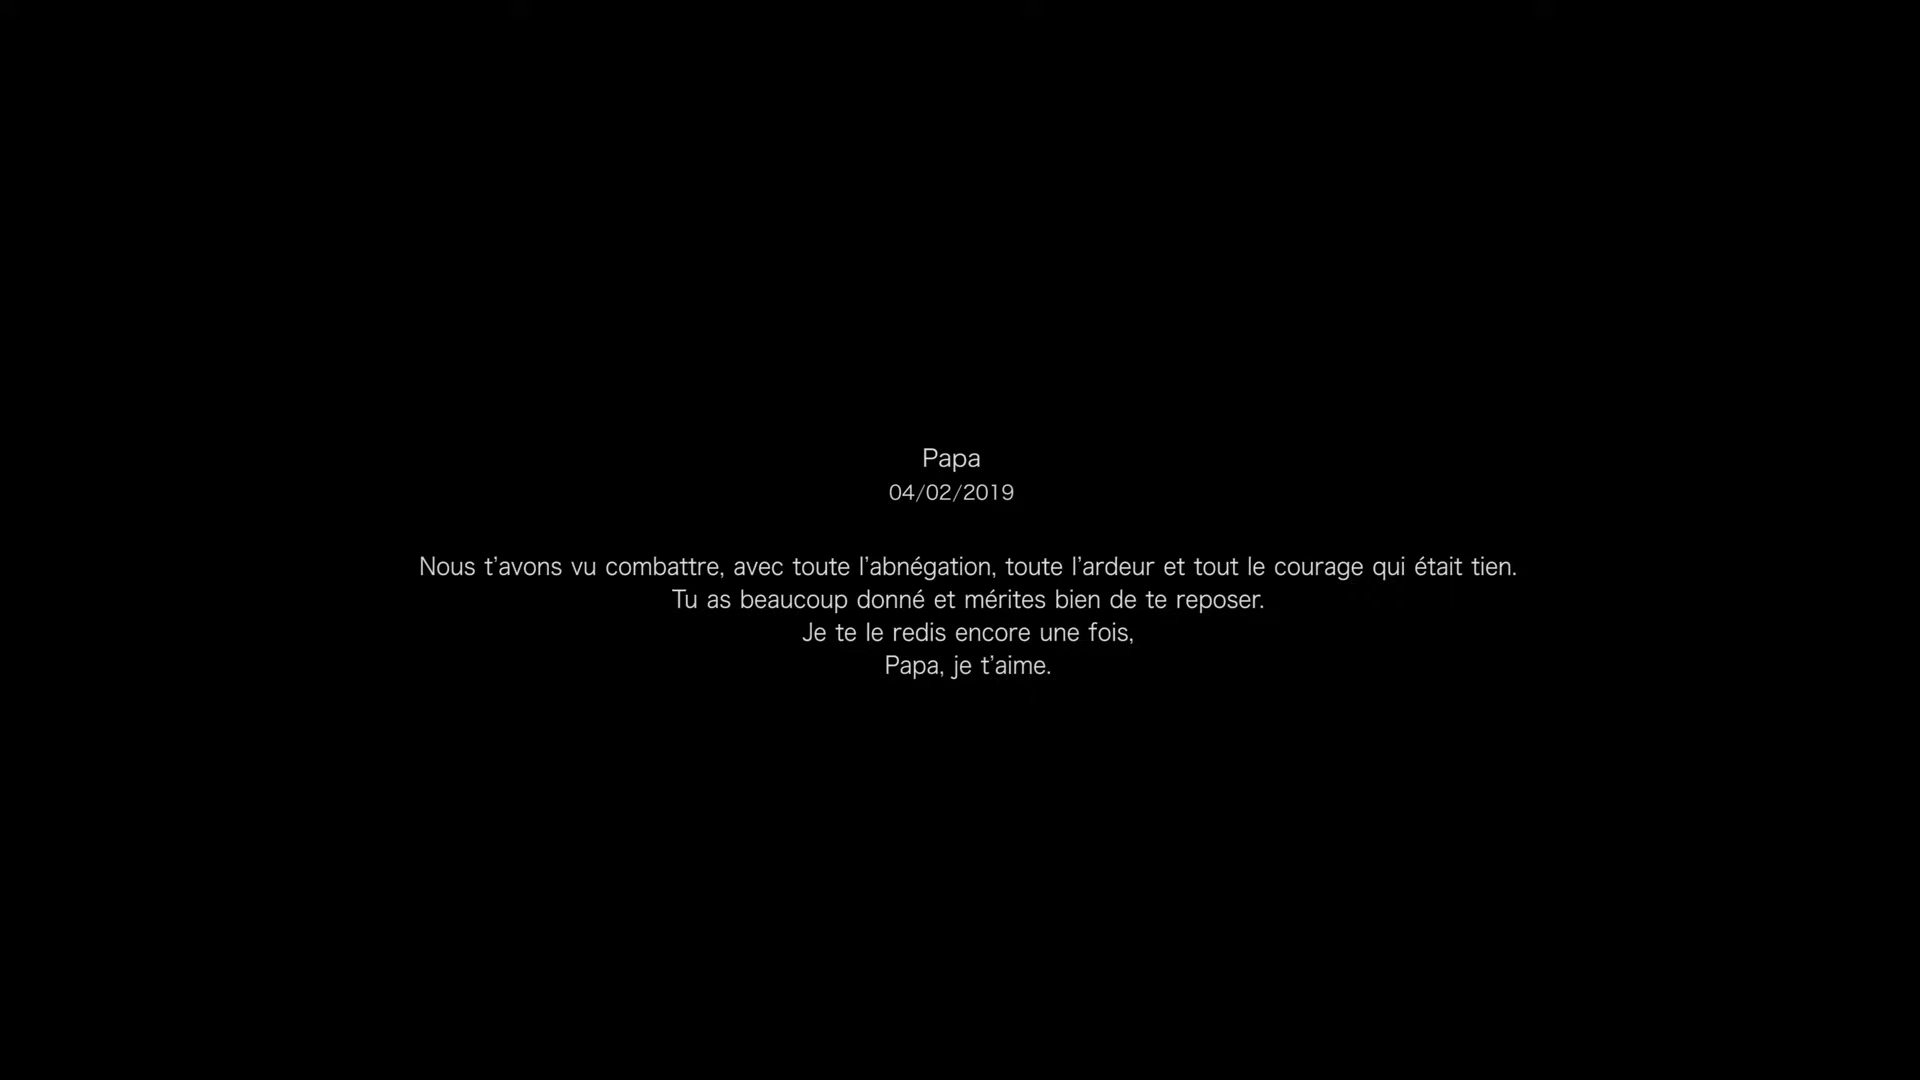 Papa
04/02/2019
Nous t’avons vu combattre, avec toute l’abnégation, toute l’ardeur et tout le courage qui était tien.
Tu as beaucoup donné et mérites bien de te reposer.
Je te le redis encore une fois,
Papa, je t’aime.